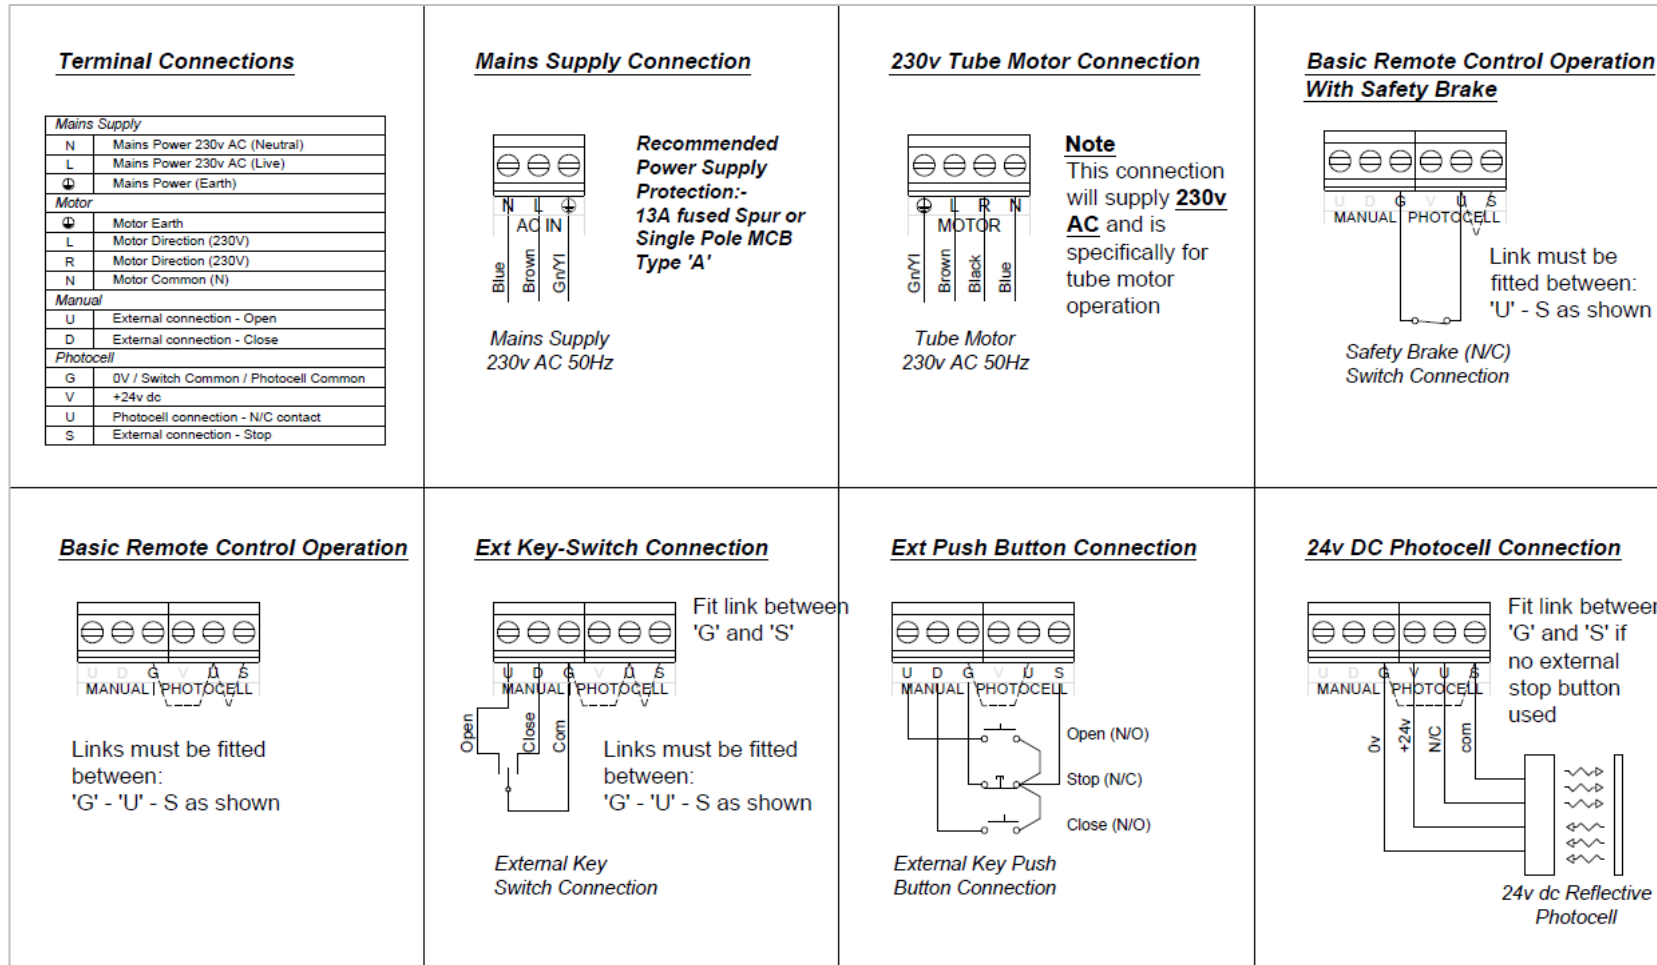 Terminal Connections
Mains Supply
N Mains Power 230v AC (Neutral)
L Mains Power 230v AC (Live)
Mains Power (Earth)
Motor
Motor Earth
L Motor Direction (230V)
R Motor Direction (230V)
N Motor Common (N)
Manual
U External connection - Open
D External connection - Close
Photocell
G 0V / Switch Common / Photocell Common
V +24v dc
U Photocell connection - N/C contact
S External connection - Stop
Mains Supply Connection
Recommended
Power Supply
Protection:-
13A fused Spur or
Single Pole MCB
Type 'A'
N L
AC IN
Blue
Brown
Gn/Yl
Mains Supply
230v AC 50Hz
230v Tube Motor Connection
Note
This connection
will supply 230v
AC and is
specifically for
tube motor
operation
L R N
MOTOR
Gn/Yl
Brown
Black
Blue
Tube Motor
230v AC 50Hz
Basic Remote Control Operation
With Safety Brake
U D G V U S
MANUAL PHOTOCELL
Link must be
fitted between:
'U' - S as shown
Safety Brake (N/C)
Switch Connection
Basic Remote Control Operation
U D G V U S
MANUAL PHOTOCELL
Links must be fitted
between:
'G' - 'U' - S as shown
Ext Key-Switch Connection
Fit link between
'G' and 'S'
U D G V U S
MANUAL PHOTOCELL
Open
Close
Com
Links must be fitted
between:
'G' - 'U' - S as shown
External Key
Switch Connection
Ext Push Button Connection
U D G V U S
MANUAL PHOTOCELL
Open (N/O)
Stop (N/C)
Close (N/O)
External Key Push
Button Connection
24v DC Photocell Connection
Fit link between
'G' and 'S' if
no external
stop button
used
U D G V U S
MANUAL PHOTOCELL
0v
+24v
N/C
com
24v dc Reflective
Photocell